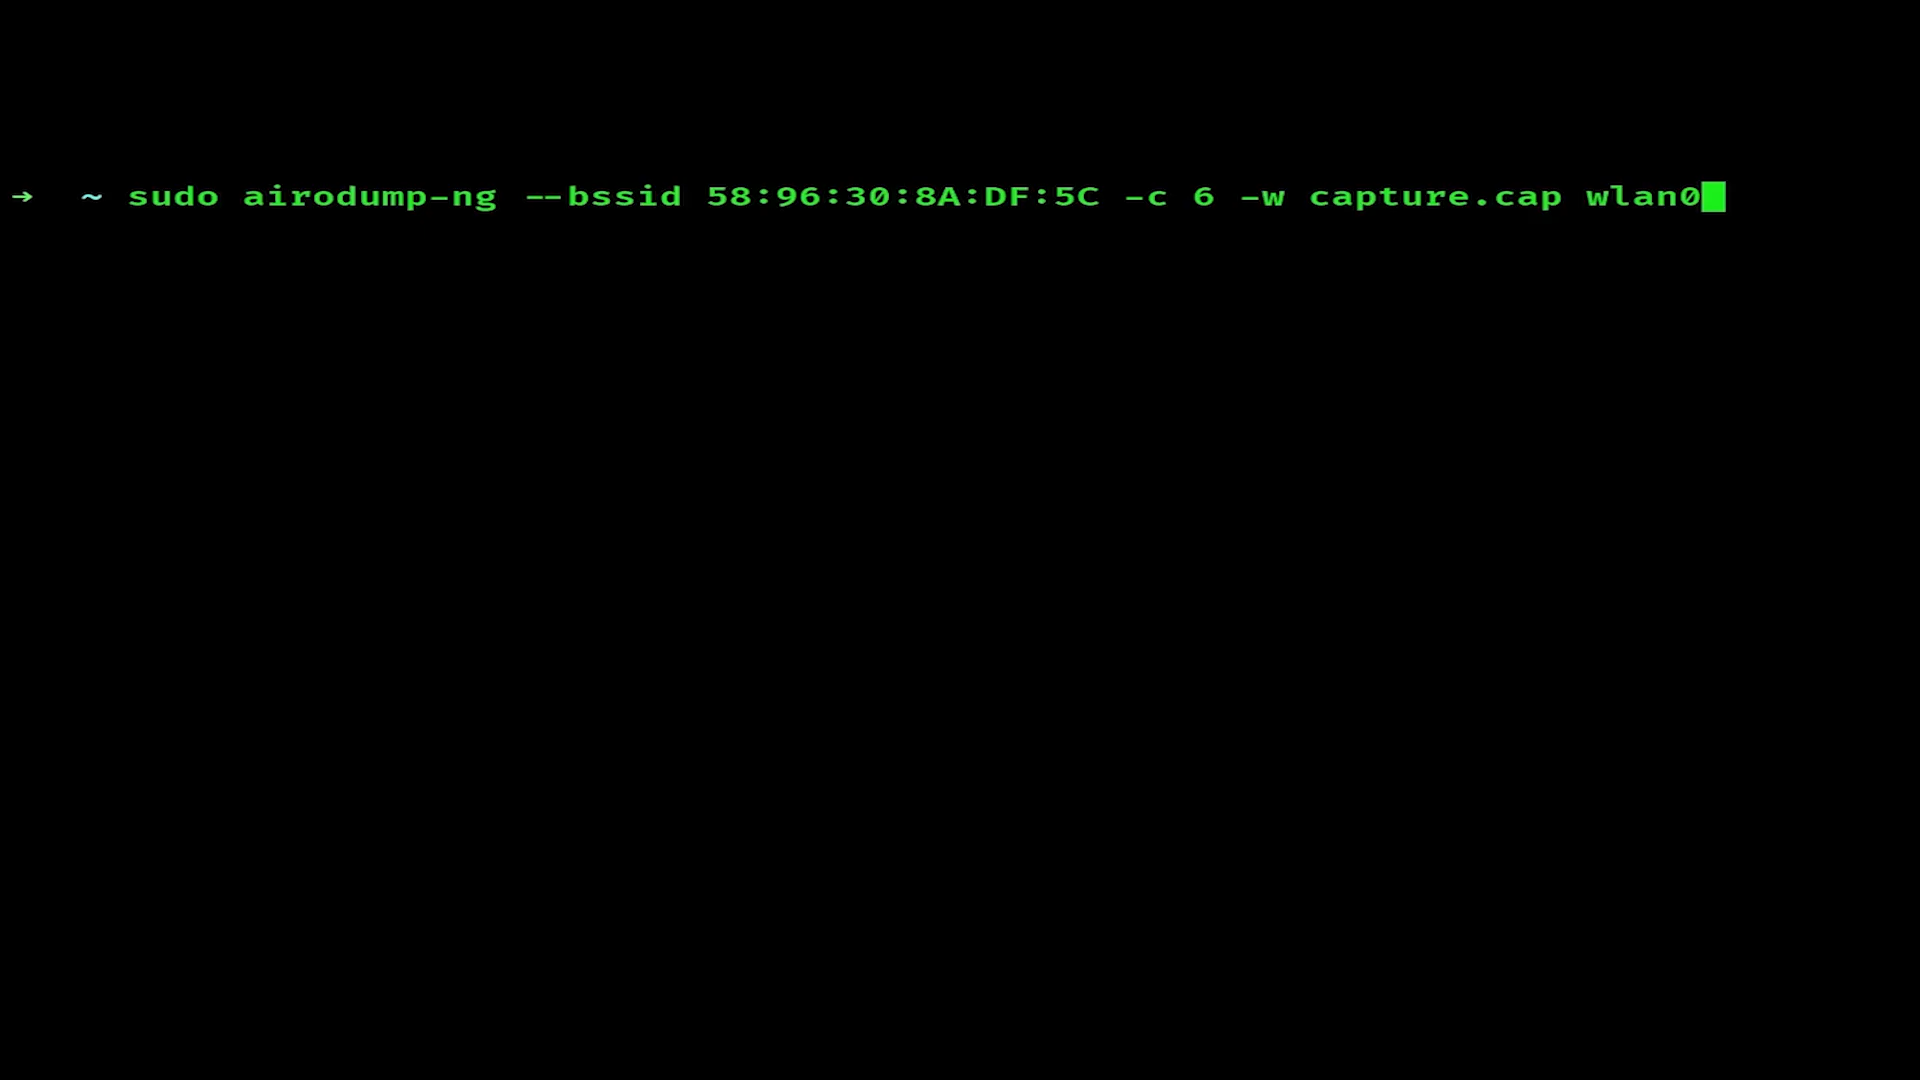 → ~ sudo airodump-ng --bssid 58:96:30:8A:DF:5C -c 6 -w capture.cap wlan0